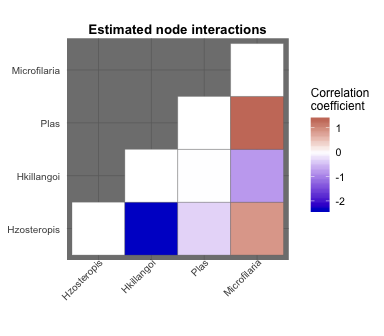 Estimated node interactions
Microfilaria
Plas
Hkillangoi
Hzosteropis
Hzosteropis
Hkillangoi
Plas
Microfilaria
Correlation
coefficient
1
0
-1
-2